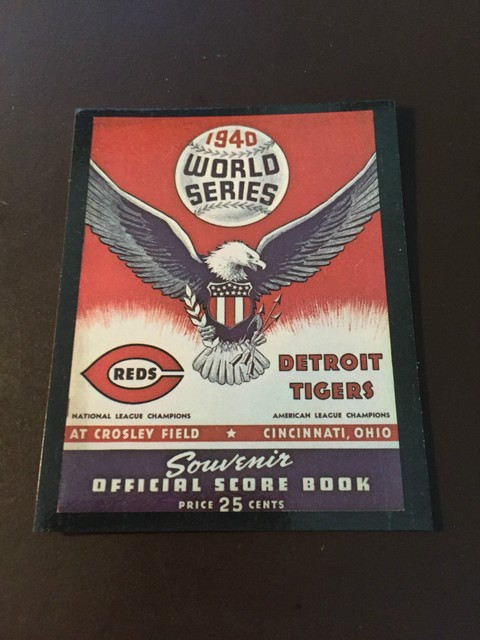 1940
WORLD
SERIES
REDS
NATIONAL LEAGUE CHAMPIONS
DETROIT
TIGERS
AMERICAN LEAGUE CHAMPIONS
AT CROSLEY FIELD ★ CINCINNATI, OHIO
Souvenir
OFFICIAL SCORE BOOK
PRICE 25 CENTS